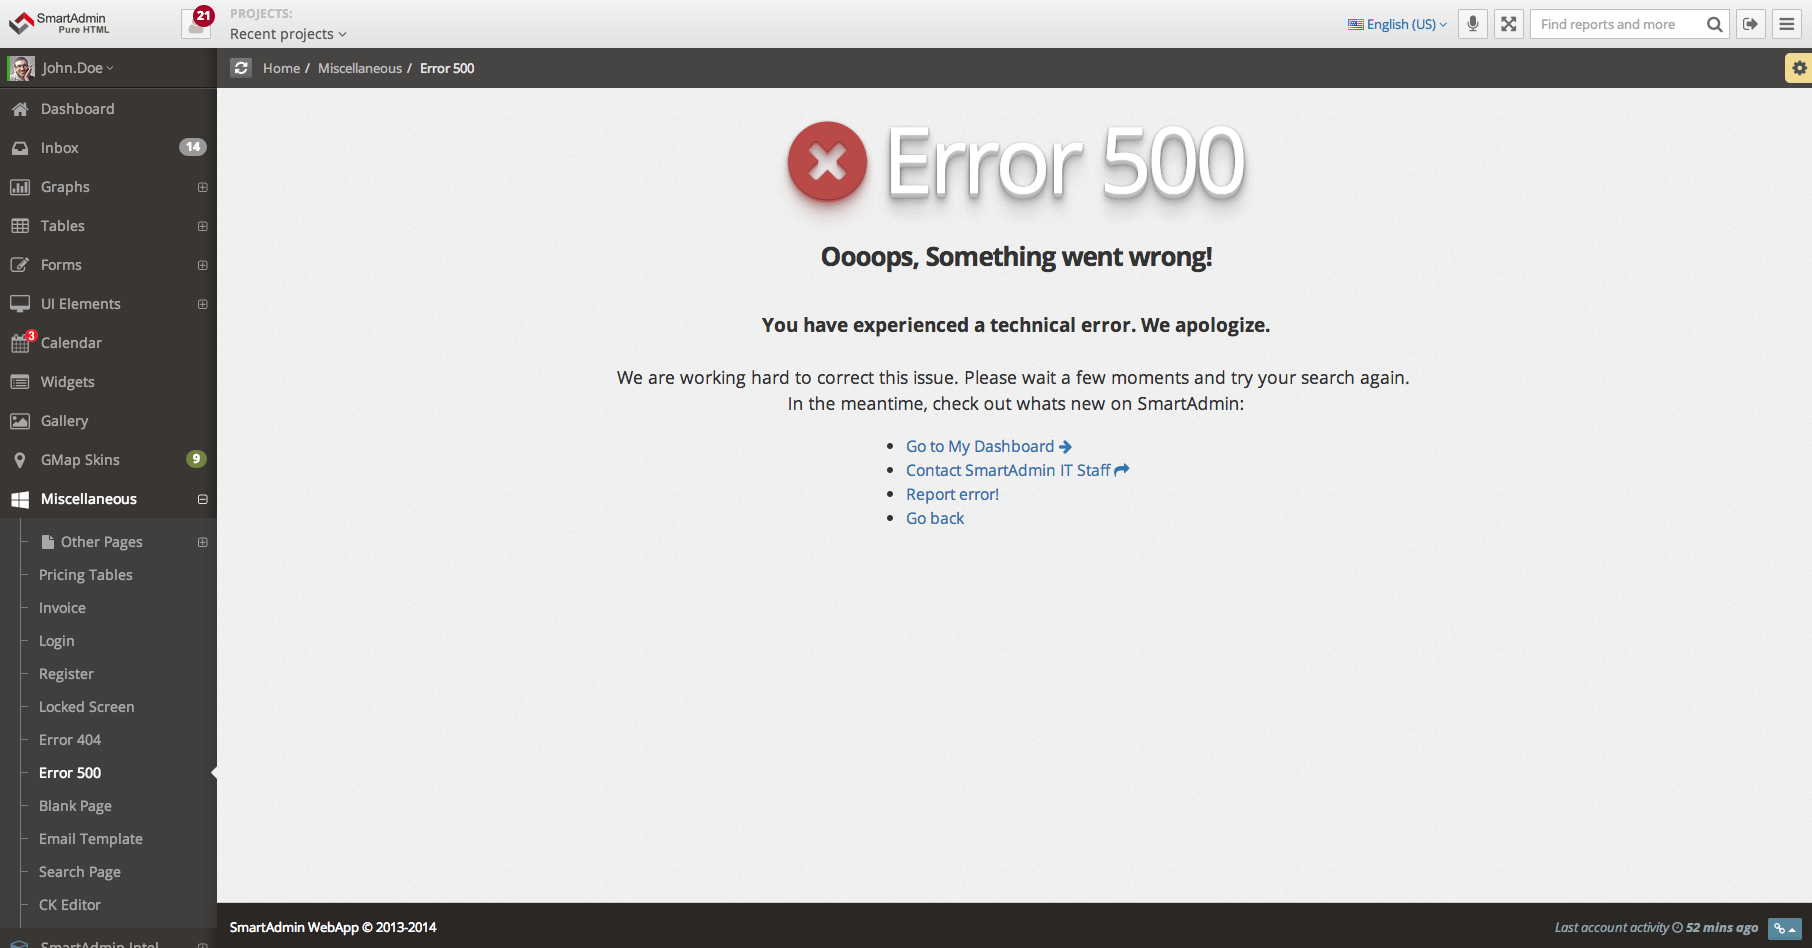 SmartAdmin
Pure HTML
21
PROJECTS:
Recent projects
English (US)
Find reports and more
John.Doe
Home / Miscellaneous / Error 500
Dashboard
Inbox 14
Graphs
Tables
Forms
UI Elements
3
Calendar
Widgets
Gallery
GMap Skins 9
Miscellaneous
Other Pages
Pricing Tables
Invoice
Login
Register
Locked Screen
Error 404
Error 500
Blank Page
Email Template
Search Page
CK Editor
SmartAdmin Intel
Error 500
Oooops, Something went wrong!
You have experienced a technical error. We apologize.
We are working hard to correct this issue. Please wait a few moments and try your search again.
In the meantime, check out whats new on SmartAdmin:
Go to My Dashboard
Contact SmartAdmin IT Staff
Report error!
Go back
SmartAdmin WebApp © 2013-2014
Last account activity 52 mins ago